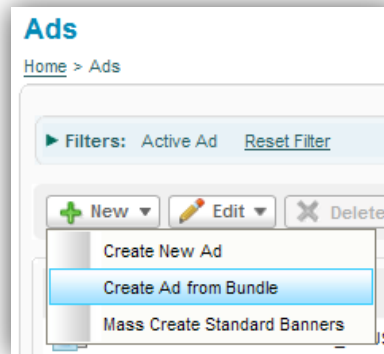 Ads
Home > Ads
Filters: Active Ad Reset Filter
New Edit Delete
Create New Ad
Create Ad from Bundle
Mass Create Standard Banners